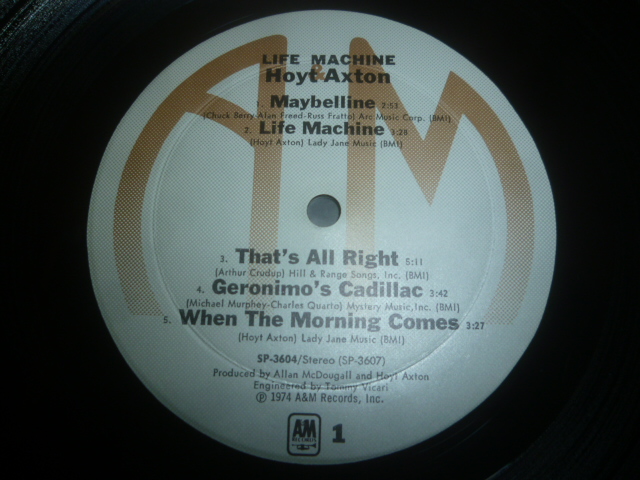 LIFE MACHINE
Hoyt Axton
1. Maybelline 2:53
(Chuck Berry Alan Freed-Russ Fratto) Arc Music Corp. (BMI)
2. Life Machine 3:28
(Hoyt Axton) Lady Jane Music (BMI)
A&M
3. That's All Right 5:11
(Arthur Crudup) Hill & Range Songs, Inc. (BMI)
4. Geronimo's Cadillac 3:42
(Michael Murphey-Charles Quarto) Mystery Music,Inc. (BMI)
5. When The Morning Comes 3:27
(Hoyt Axton) Lady Jane Music (BMI)
SP-3604/Stereo (SP-3607)
Produced by Allan McDougall and Hoyt Axton
Engineered by Tommy Vicari
℗ 1974 A&M Records, Inc.
A&M
RECORDS
1